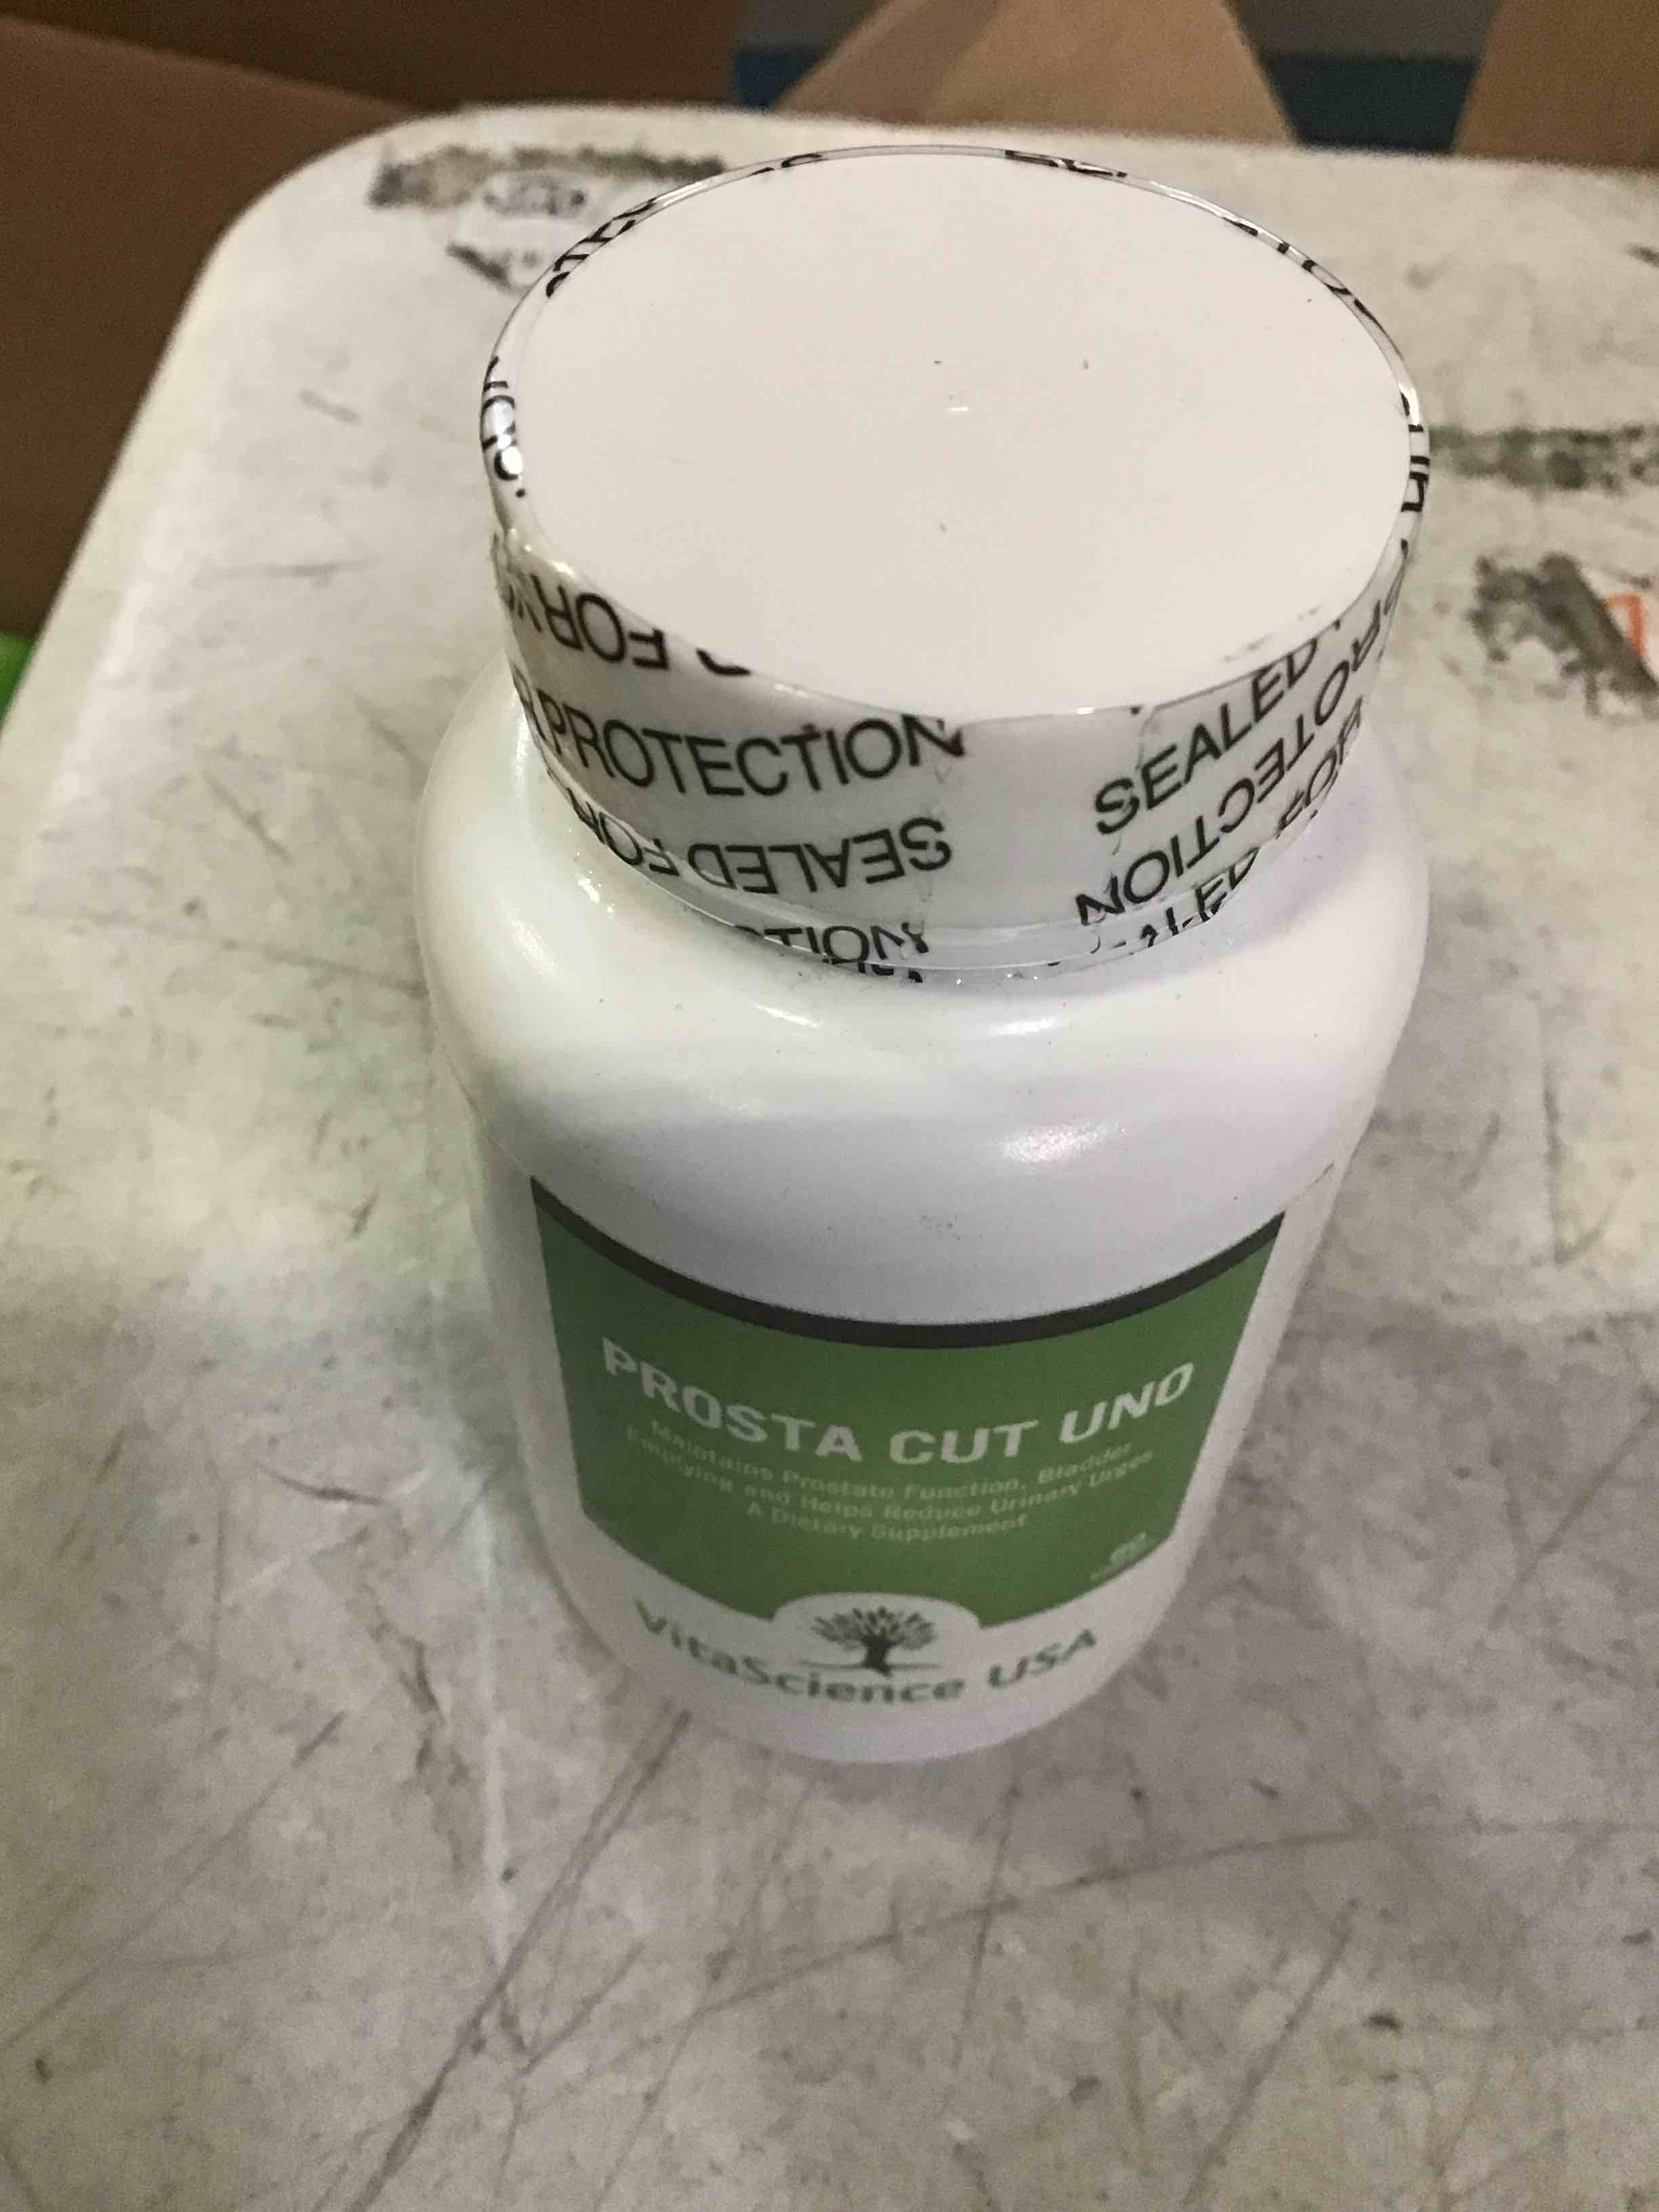 FOR
PROTECTION
SEALED FOR
SEALED
PROTECTION
PROSTA CUT UNO
Maintains Prostate Function, Bladder
Emptying and Helps Reduce Urinary Urges
A Dietary Supplement
VitaScience USA